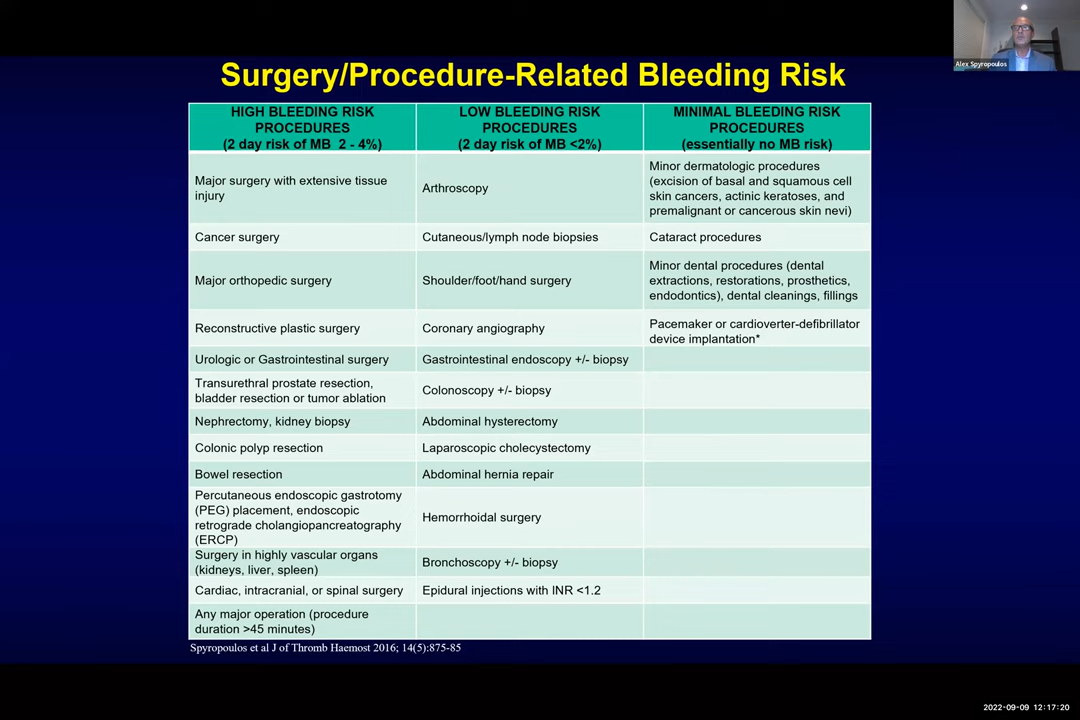 Alex Spyropoulos
Surgery/Procedure-Related Bleeding Risk
HIGH BLEEDING RISK
PROCEDURES
(2 day risk of MB 2 - 4%)
LOW BLEEDING RISK
PROCEDURES
(2 day risk of MB <2%)
MINIMAL BLEEDING RISK
PROCEDURES
(essentially no MB risk)
Major surgery with extensive tissue
injury
Arthroscopy
Minor dermatologic procedures
(excision of basal and squamous cell
skin cancers, actinic keratoses, and
premalignant or cancerous skin nevi)
Cancer surgery
Cutaneous/lymph node biopsies
Cataract procedures
Major orthopedic surgery
Shoulder/foot/hand surgery
Minor dental procedures (dental
extractions, restorations, prosthetics,
endodontics), dental cleanings, fillings
Reconstructive plastic surgery
Coronary angiography
Pacemaker or cardioverter-defibrillator
device implantation*
Urologic or Gastrointestinal surgery
Gastrointestinal endoscopy +/- biopsy
Transurethral prostate resection,
bladder resection or tumor ablation
Colonoscopy +/- biopsy
Nephrectomy, kidney biopsy
Abdominal hysterectomy
Colonic polyp resection
Laparoscopic cholecystectomy
Bowel resection
Abdominal hernia repair
Percutaneous endoscopic gastrotomy
(PEG) placement, endoscopic
retrograde cholangiopancreatography
(ERCP)
Hemorrhoidal surgery
Surgery in highly vascular organs
(kidneys, liver, spleen)
Bronchoscopy +/- biopsy
Cardiac, intracranial, or spinal surgery
Epidural injections with INR <1.2
Any major operation (procedure
duration >45 minutes)
Spyropoulos et al J of Thromb Haemost 2016; 14(5):875-85
2022-09-09 12:17:20